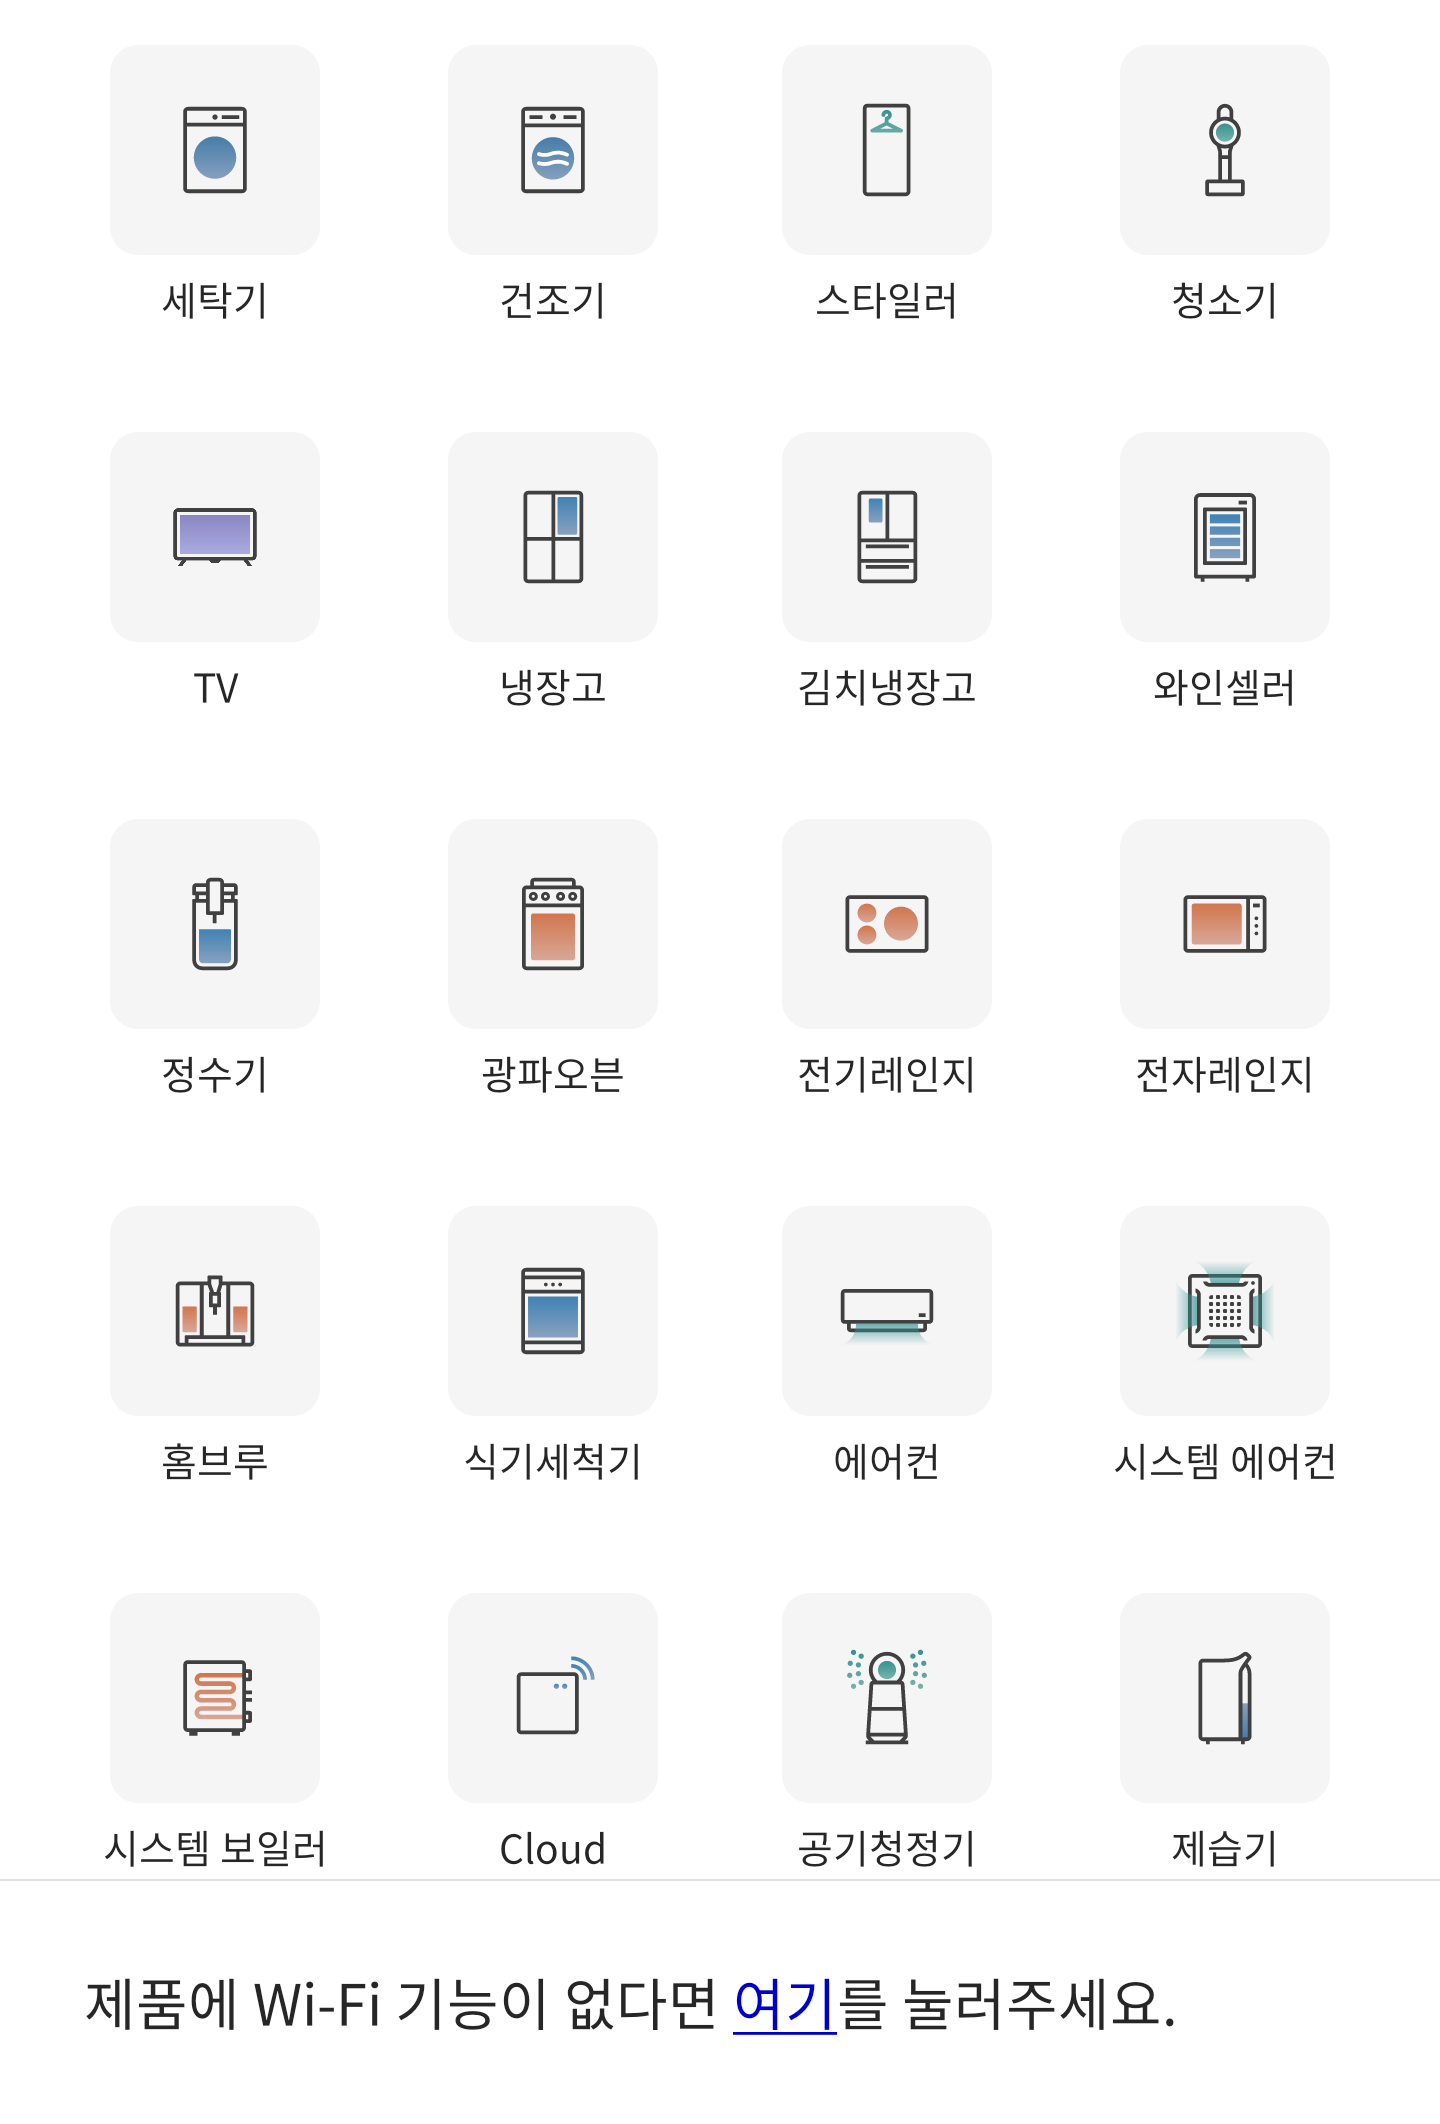 세탁기 건조기 스타일러 청소기
TV 냉장고 김치냉장고 와인셀러
정수기 광파오븐 전기레인지 전자레인지
홈브루 식기세척기 에어컨 시스템 에어컨
시스템 보일러 Cloud 공기청정기 제습기
제품에 Wi-Fi 기능이 없다면 여기를 눌러주세요.